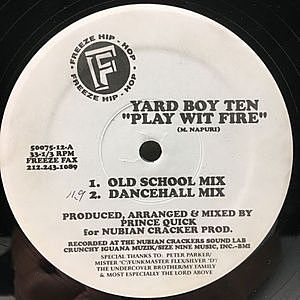 • FREEZE HIP - HOP •
FREEZE HIP - HOP
F
YARD BOY TEN
"PLAY WIT FIRE"
(M. NAPURI)
50075-12-A
33-1/3 RPM
FREEZE FAX
212.243.1089
1. OLD SCHOOL MIX
2. DANCEHALL MIX
PRODUCED, ARRANGED & MIXED BY
PRINCE QUICK
for NUBIAN CRACKER PROD.
RECORDED AT THE NUBIAN CRACKERS SOUND LAB
CRUNCHY IGUANA MUZIK/SIZE NINE MUSIC, INC.-BMI
SPECIAL THANKS TO: PETER PARKER/
MISTER "C"/FUNKMASTER FLEX/SILVER "D"/
THE UNDERCOVER BROTHER/MY FAMILY
& MOST ESPECIALLY THE LORD ABOVE